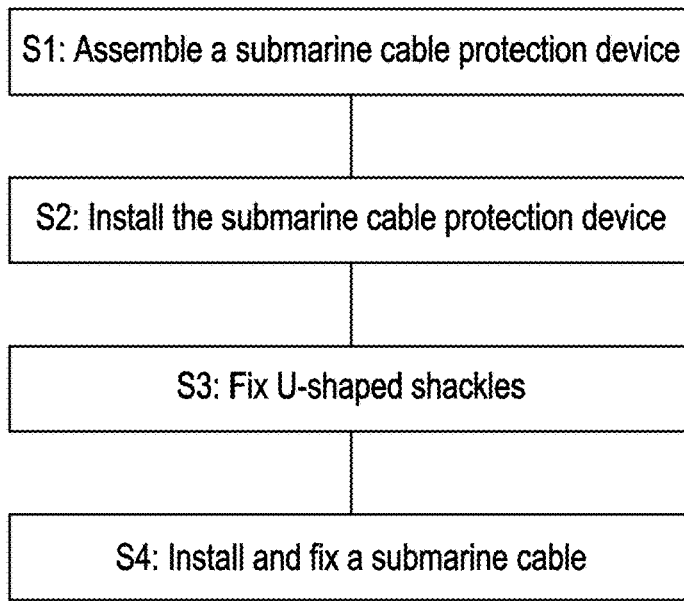 S1: Assemble a submarine cable protection device
S2: Install the submarine cable protection device
S3: Fix U-shaped shackles
S4: Install and fix a submarine cable